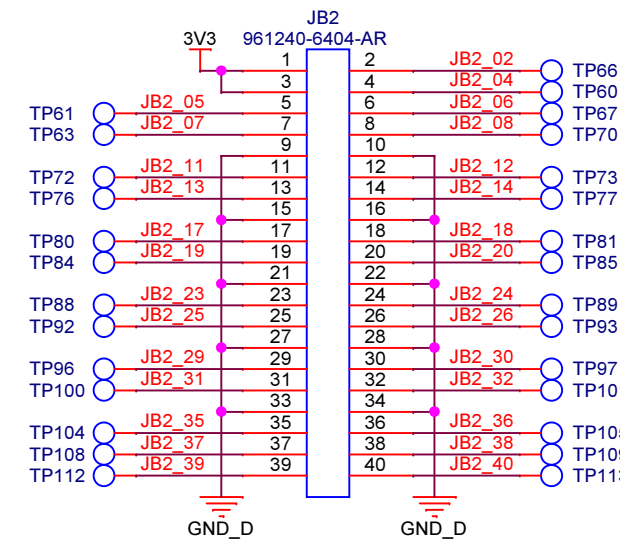 JB2
3V3 961240-6404-AR
1 2 JB2_02 TP66
3 4 JB2_04 TP60
TP61 JB2_05 5 6 JB2_06 TP67
TP63 JB2_07 7 8 JB2_08 TP70
9 10
TP72 JB2_11 11 12 JB2_12 TP73
TP76 JB2_13 13 14 JB2_14 TP77
15 16
TP80 JB2_17 17 18 JB2_18 TP81
TP84 JB2_19 19 20 JB2_20 TP85
21 22
TP88 JB2_23 23 24 JB2_24 TP89
TP92 JB2_25 25 26 JB2_26 TP93
27 28
TP96 JB2_29 29 30 JB2_30 TP97
TP100 JB2_31 31 32 JB2_32
33 34
TP104 JB2_35 35 36 JB2_36
TP108 JB2_37 37 38 JB2_38
TP112 JB2_39 39 40 JB2_40
GND_D GND_D